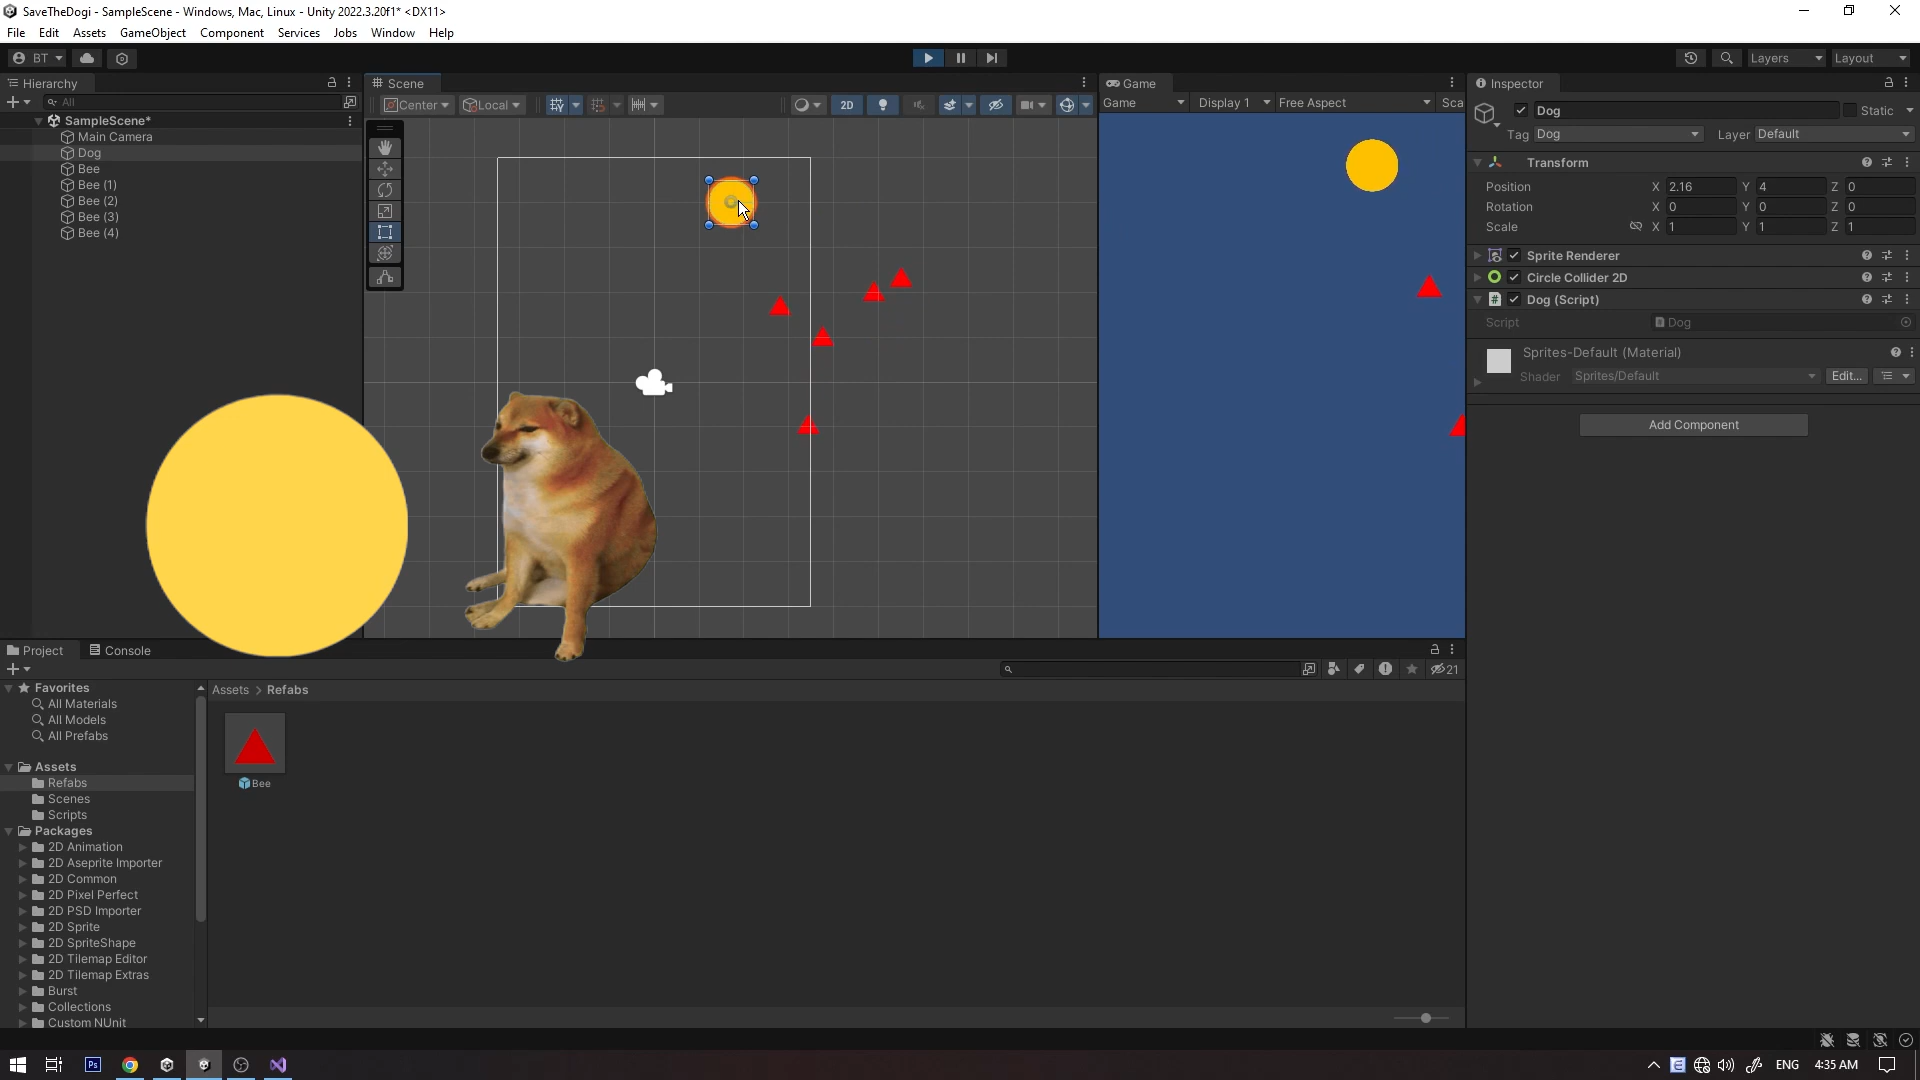 SaveTheDogi - SampleScene - Windows, Mac, Linux - Unity 2022.3.20f1* <DX11>
File Edit Assets GameObject Component Services Jobs Window Help
BT
Layers Layout
Hierarchy
All
SampleScene*
Main Camera
Dog
Bee
Bee (1)
Bee (2)
Bee (3)
Bee (4)
Scene
Center Local 2D
Game
Game Display 1 Free Aspect Sca
Inspector
Dog Static
Tag Dog Layer Default
Transform
Position X 2.16 Y 4 Z 0
Rotation X 0 Y 0 Z 0
Scale X 1 Y 1 Z 1
Sprite Renderer
Circle Collider 2D
# Dog (Script)
Script Dog
Sprites-Default (Material)
Shader Sprites/Default Edit...
Add Component
Project Console
21
Favorites
All Materials
All Models
All Prefabs
Assets
Refabs
Scenes
Scripts
Packages
2D Animation
2D Aseprite Importer
2D Common
2D Pixel Perfect
2D PSD Importer
2D Sprite
2D SpriteShape
2D Tilemap Editor
2D Tilemap Extras
Burst
Collections
Custom NUnit
Assets > Refabs
Bee
Ps
ENG 4:35 AM